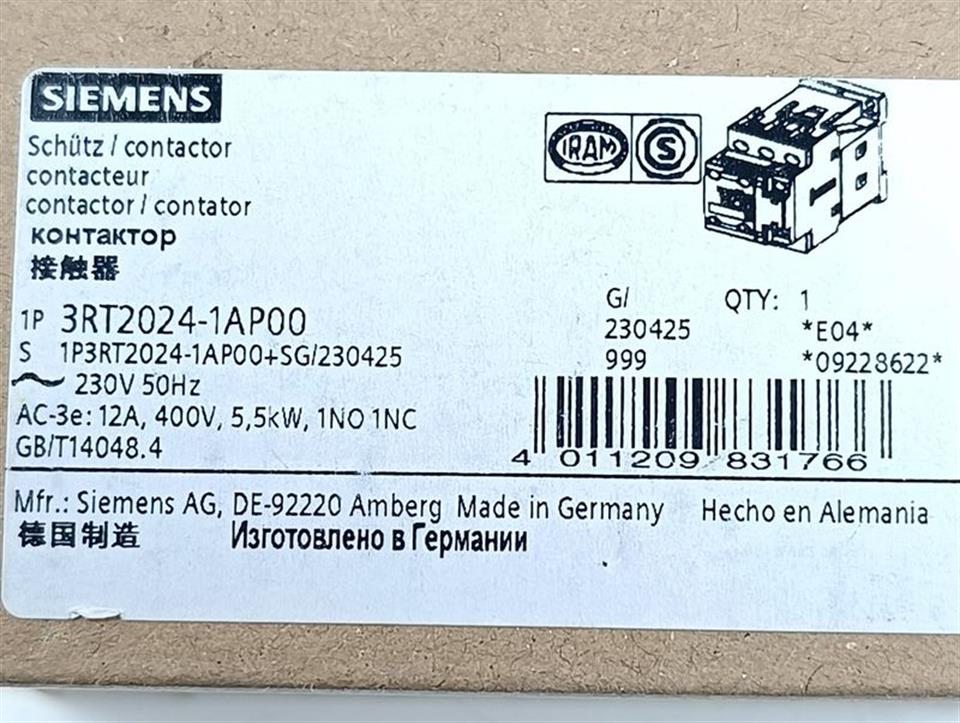 SIEMENS
Schütz / contactor
contacteur
contactor / contator
контактор
接触器
IRAM S
1P 3RT2024-1AP00
S 1P3RT2024-1AP00+SG/230425
230V 50Hz
AC-3e: 12A, 400V, 5,5kW, 1NO 1NC
GB/T14048.4
G/ QTY: 1
230425 *E04*
999 *09228622*
4 011209 831766
Mfr.: Siemens AG, DE-92220 Amberg Made in Germany Hecho en Alemania
德国制造 Изготовлено в Германии